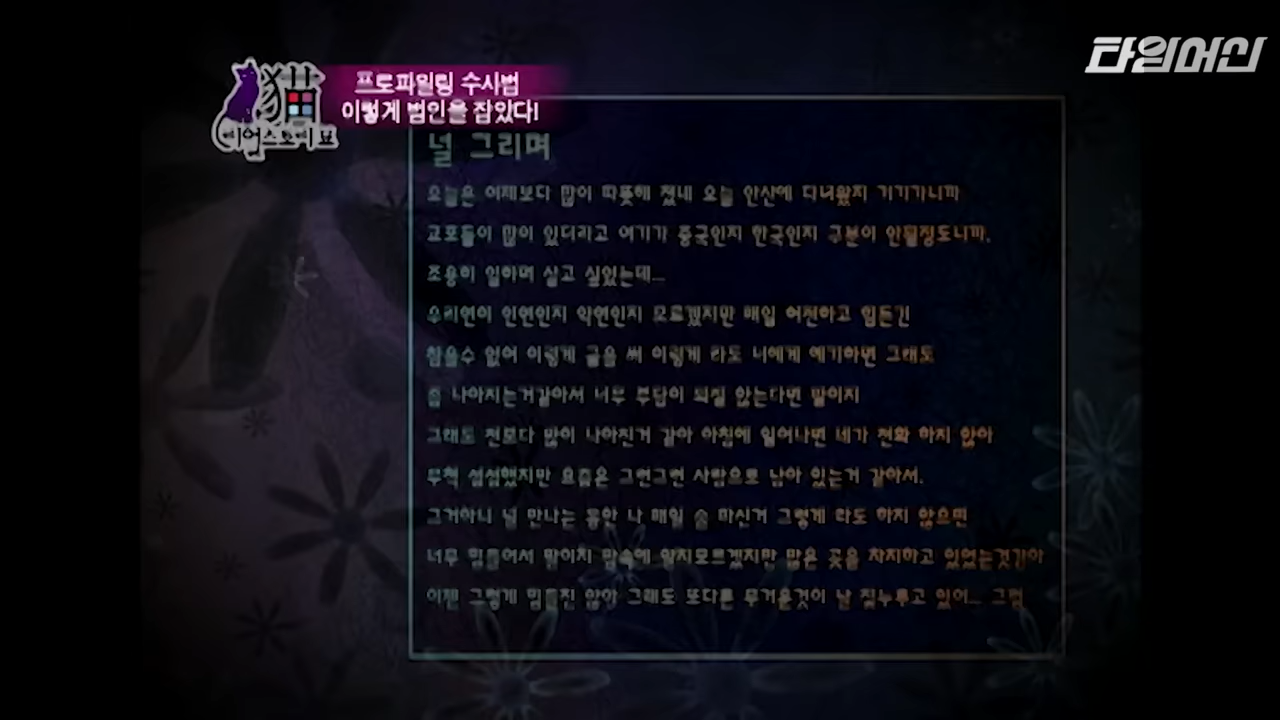 타임머신
프로파일링 수사법
이렇게 범인을 잡았다!
猫
미업스토리 묘
널 그리며
오늘은 어제보다 많이 따뜻해 졌네 오늘 안산에 다녀왔지 거기가니까
교포들이 많이 있더라고 여기가 중국인지 한국인지 구분이 안될정도니까.
조용히 일하며 살고 싶었는데...
우리연이 인연인지 악연인지 모르겠지만 매일 여전하고 힘든건
참을수 없어 이렇게 글을 써 이렇게 라도 너에게 얘기하면 그래도
좀 나아지는거같아서 너무 부담이 되질 않는다면 말이지
그래도 전보다 많이 나아진거 같아 아침에 일어나면 네가 전화 하지 않아
무척 섭섭했지만 요즘은 그런그런 사람으로 남아 있는거 같아서.
그거아니 널 만나는 동안 나 매일 술 마신거 그렇게 라도 하지 않으면
너무 힘들어서 말이지 맘속에 알지모르겠지만 많은 곳을 차지하고 있었는것같아
이젠 그렇게 힘들진 않아 그래도 또다른 무거운것이 날 짓누루고 있어... 그럼